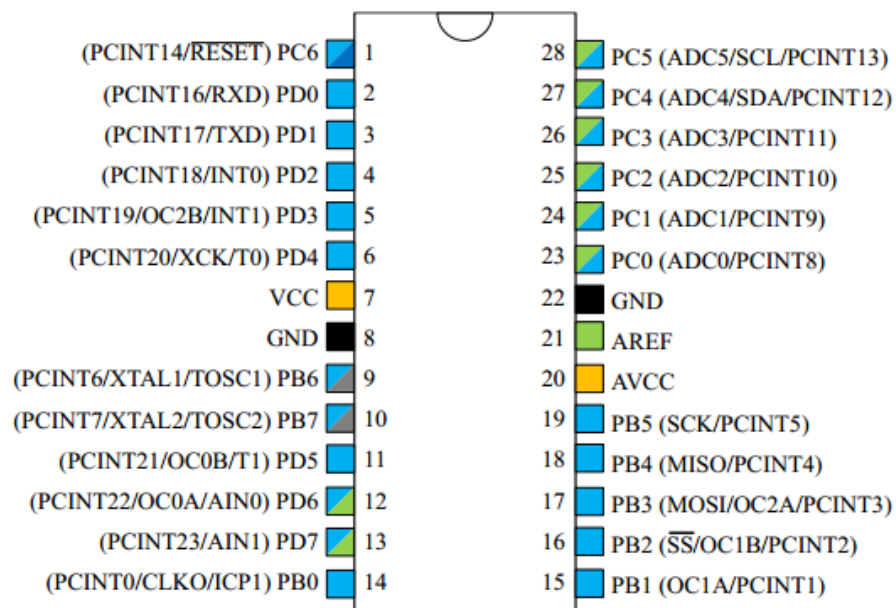 (PCINT14/RESET) PC6 1 28 PC5 (ADC5/SCL/PCINT13)
(PCINT16/RXD) PD0 2 27 PC4 (ADC4/SDA/PCINT12)
(PCINT17/TXD) PD1 3 26 PC3 (ADC3/PCINT11)
(PCINT18/INT0) PD2 4 25 PC2 (ADC2/PCINT10)
(PCINT19/OC2B/INT1) PD3 5 24 PC1 (ADC1/PCINT9)
(PCINT20/XCK/T0) PD4 6 23 PC0 (ADC0/PCINT8)
VCC 7 22 GND
GND 8 21 AREF
(PCINT6/XTAL1/TOSC1) PB6 9 20 AVCC
(PCINT7/XTAL2/TOSC2) PB7 10 19 PB5 (SCK/PCINT5)
(PCINT21/OC0B/T1) PD5 11 18 PB4 (MISO/PCINT4)
(PCINT22/OC0A/AIN0) PD6 12 17 PB3 (MOSI/OC2A/PCINT3)
(PCINT23/AIN1) PD7 13 16 PB2 (SS/OC1B/PCINT2)
(PCINT0/CLKO/ICP1) PB0 14 15 PB1 (OC1A/PCINT1)